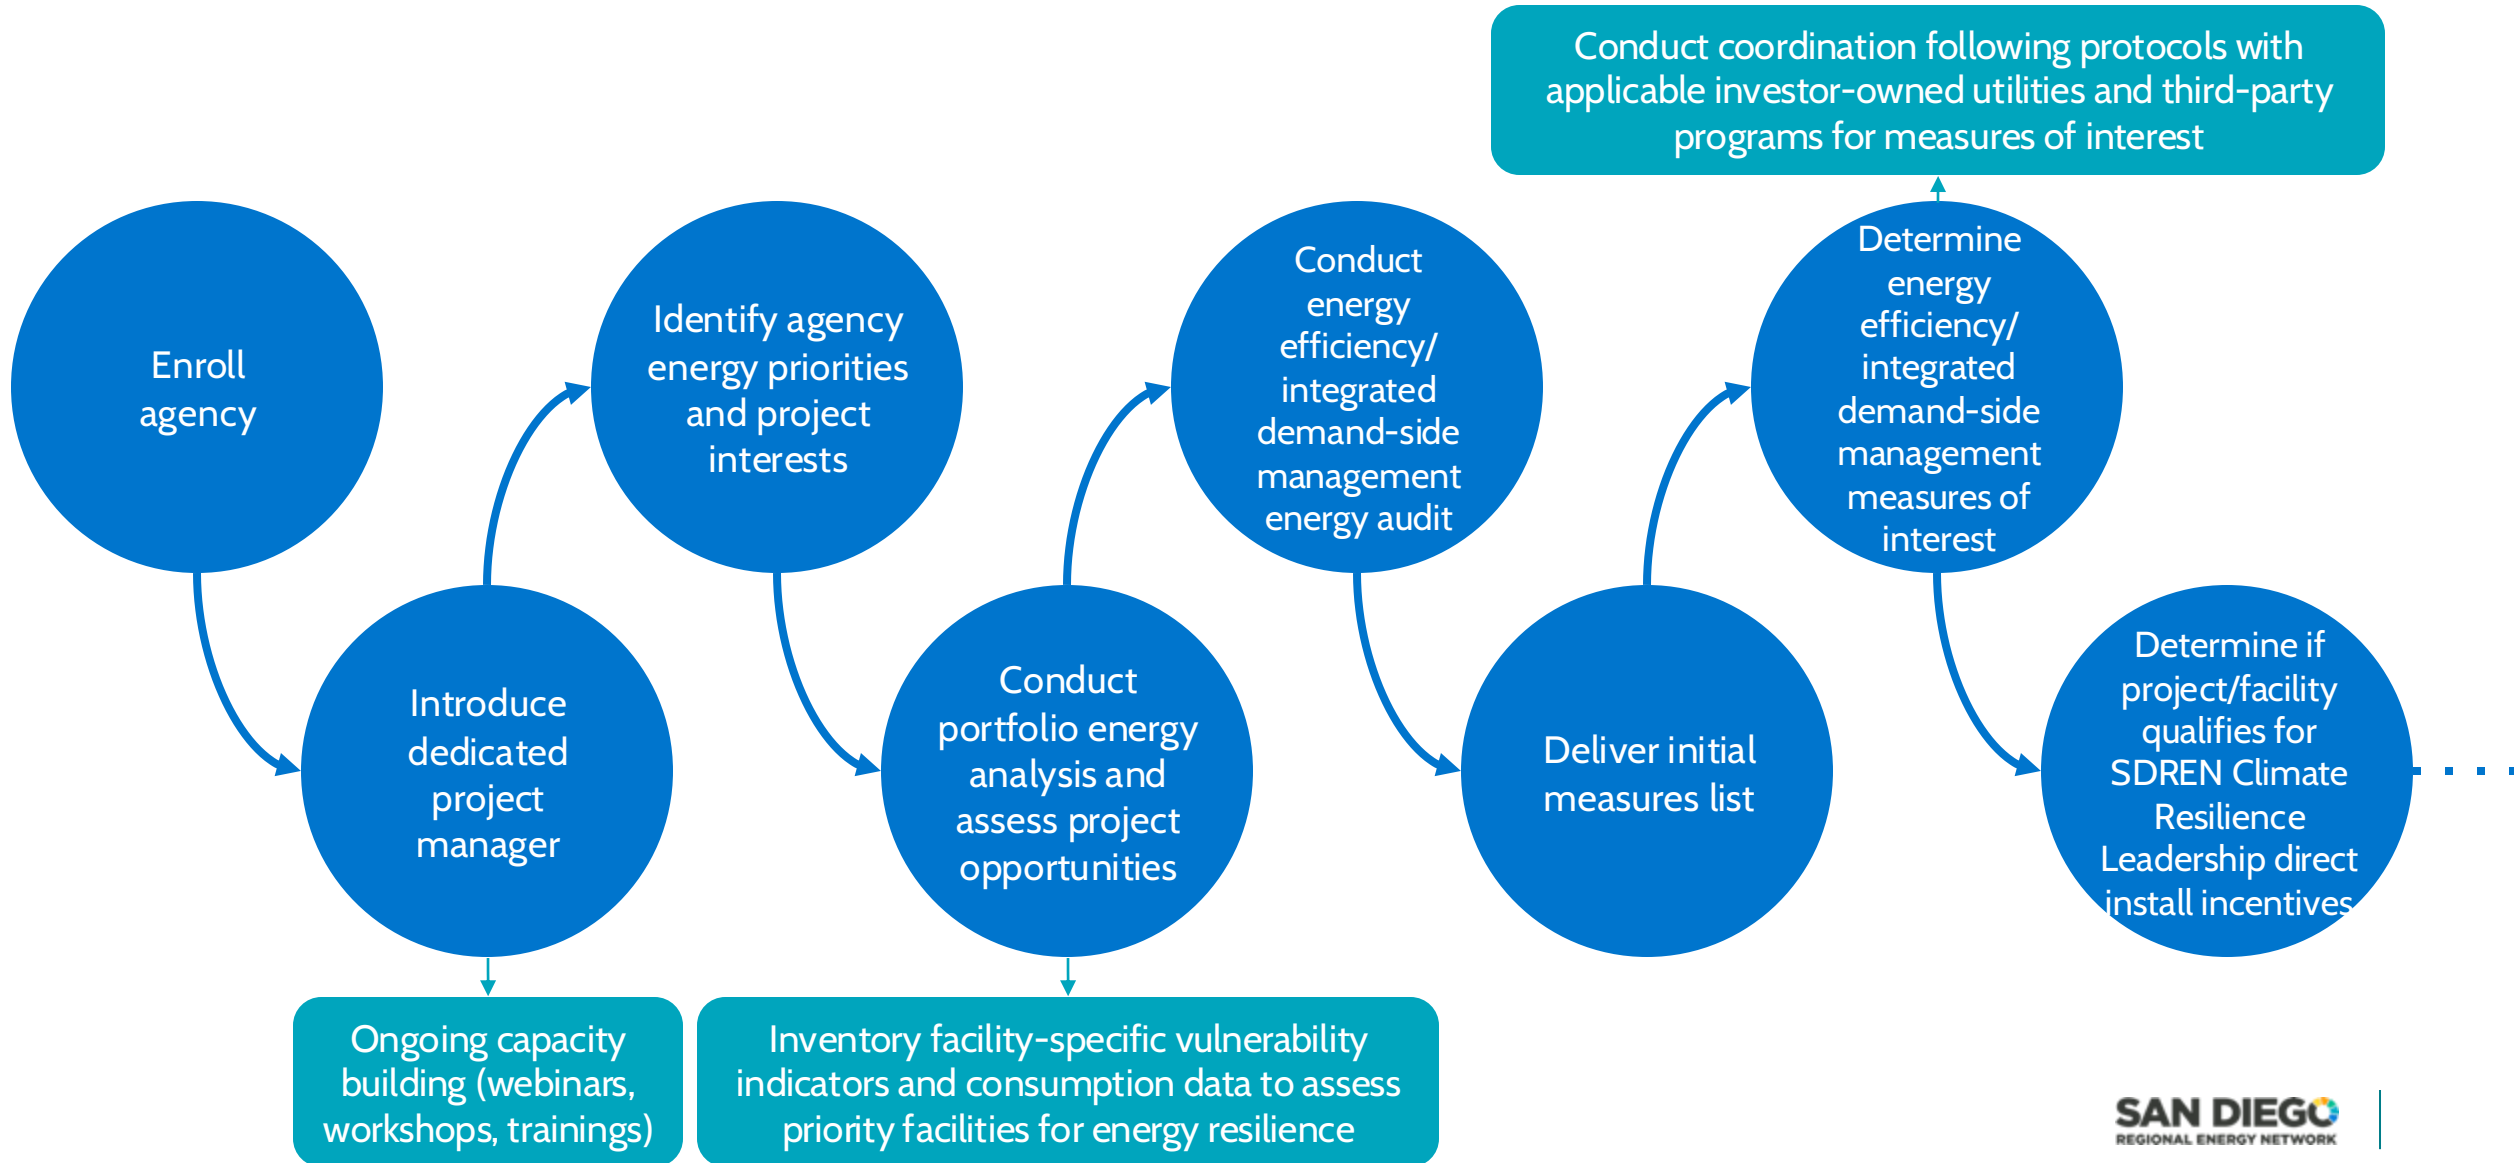 Conduct coordination following protocols with
applicable investor-owned utilities and third-party
programs for measures of interest
Enroll
agency
Introduce
dedicated
project
manager
Ongoing capacity
building (webinars,
workshops, trainings)
Identify agency
energy priorities
and project
interests
Conduct
portfolio energy
analysis and
assess project
opportunities
Inventory facility-specific vulnerability
indicators and consumption data to assess
priority facilities for energy resilience
Conduct
energy
efficiency/
integrated
demand-side
management
energy audit
Deliver initial
measures list
Determine
energy
efficiency/
integrated
demand-side
management
measures of
interest
Determine if
project/facility
qualifies for
SDREN Climate
Resilience
Leadership direct
install incentives
SAN DIEGO
REGIONAL ENERGY NETWORK